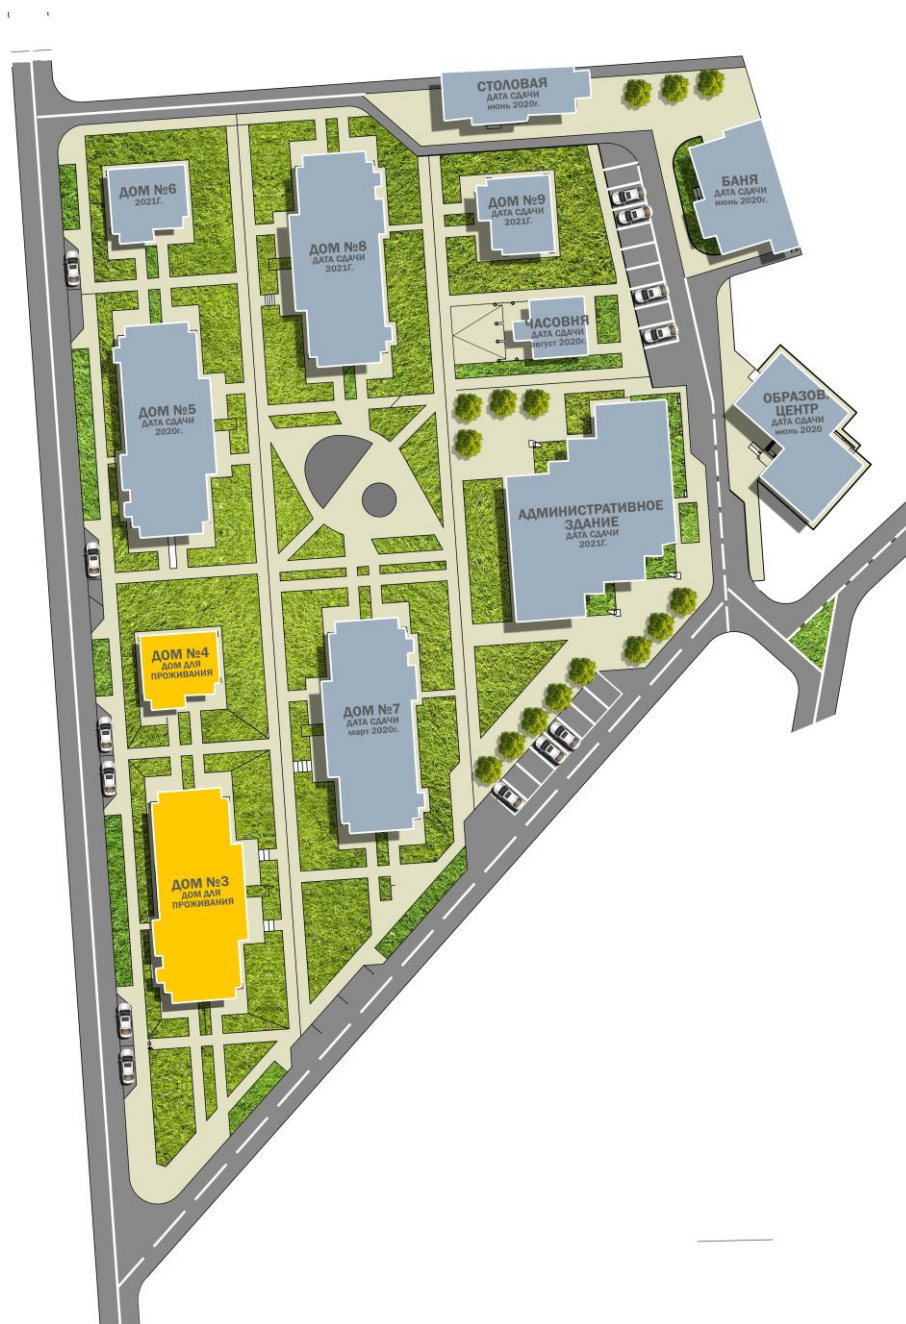 СТОЛОВАЯ
ДАТА СДАЧИ
июнь 2020г.
БАНЯ
ДАТА СДАЧИ
июнь 2020г.
ДОМ №6
2021Г.
ДОМ №8
ДАТА СДАЧИ
2021Г.
ДОМ №9
ДАТА СДАЧИ
2021Г.
ЧАСОВНЯ
ДАТА СДАЧИ
август 2020г.
ДОМ №5
ДАТА СДАЧИ
2020г.
ОБРАЗОВ.
ЦЕНТР
ДАТА СДАЧИ
июнь 2020
АДМИНИСТРАТИВНОЕ
ЗДАНИЕ
ДАТА СДАЧИ
2021Г.
ДОМ №4
ДОМ ДЛЯ
ПРОЖИВАНИЯ
ДОМ №7
ДАТА СДАЧИ
март 2020г.
ДОМ №3
ДОМ ДЛЯ
ПРОЖИВАНИЯ